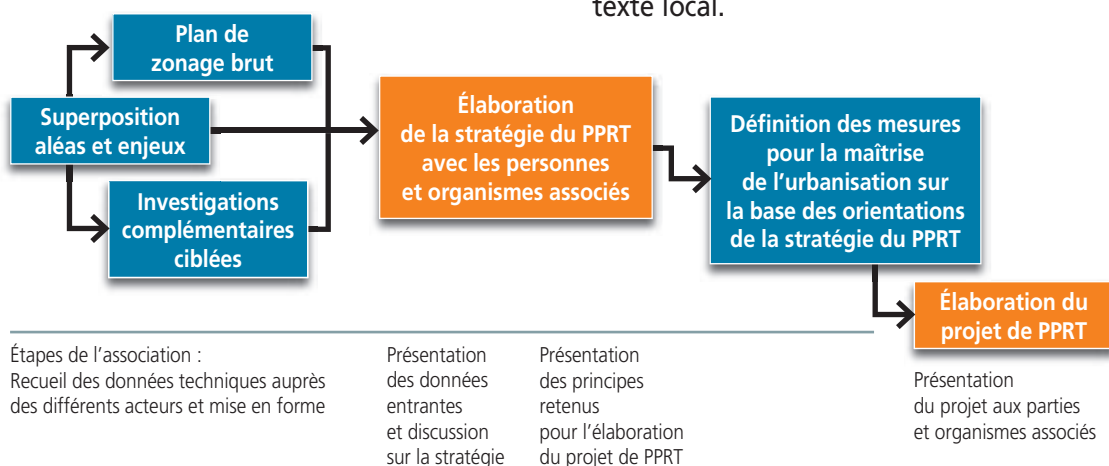 texte local.
Plan de
zonage brut
Superposition
aléas et enjeux
Investigations
complémentaires
ciblées
Élaboration
de la stratégie du PPRT
avec les personnes
et organismes associés
Définition des mesures
pour la maîtrise
de l'urbanisation sur
la base des orientations
de la stratégie du PPRT
Élaboration du
projet de PPRT
Étapes de l'association :
Recueil des données techniques auprès
des différents acteurs et mise en forme
Présentation
des données
entrantes
et discussion
sur la stratégie
Présentation
des principes
retenus
pour l'élaboration
du projet de PPRT
Présentation
du projet aux parties
et organismes associés